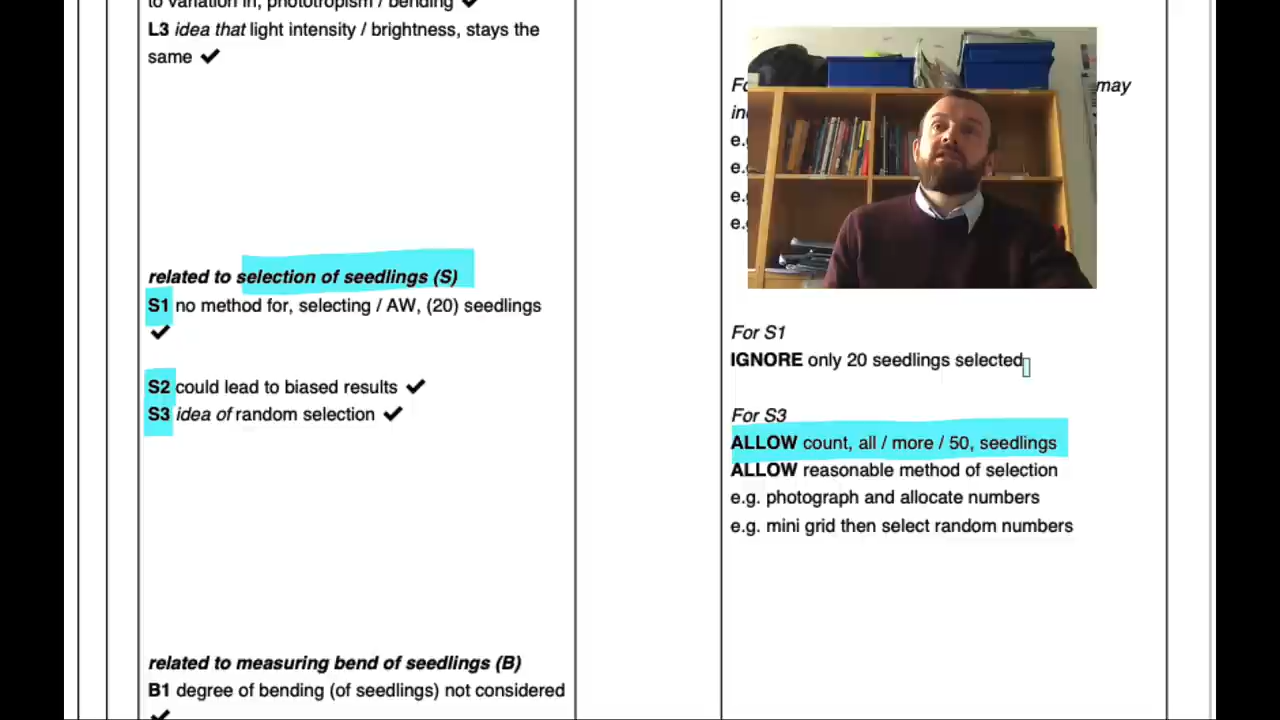 to variation in, phototropism / bending ✔
L3 idea that light intensity / brightness, stays the
same ✔
related to selection of seedlings (S)
S1 no method for, selecting / AW, (20) seedlings
✔
S2 could lead to biased results ✔
S3 idea of random selection ✔
related to measuring bend of seedlings (B)
B1 degree of bending (of seedlings) not considered
✔
may
For S1
IGNORE only 20 seedlings selected
For S3
ALLOW count, all / more / 50, seedlings
ALLOW reasonable method of selection
e.g. photograph and allocate numbers
e.g. mini grid then select random numbers